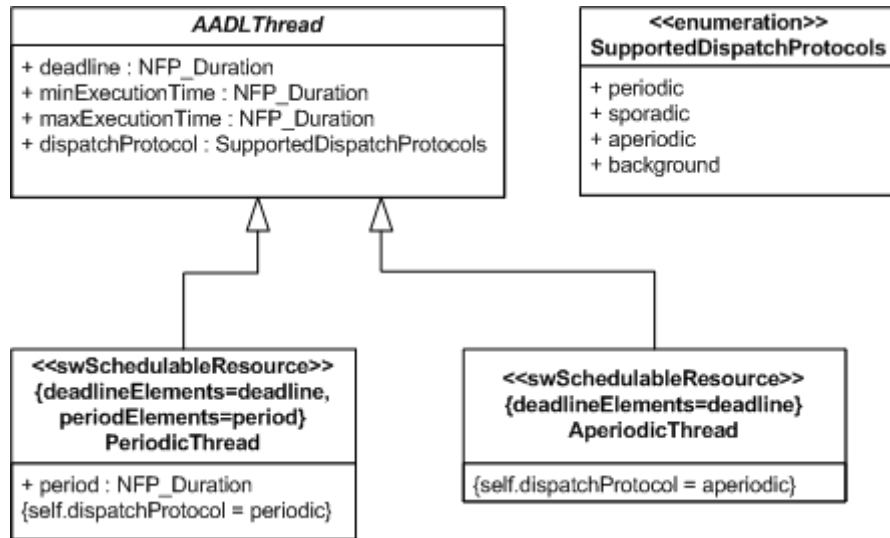 AADLThread
+ deadline : NFP_Duration
+ minExecutionTime : NFP_Duration
+ maxExecutionTime : NFP_Duration
+ dispatchProtocol : SupportedDispatchProtocols
<<enumeration>>
SupportedDispatchProtocols
+ periodic
+ sporadic
+ aperiodic
+ background
<<swSchedulableResource>>
{deadlineElements=deadline,
periodElements=period}
PeriodicThread
+ period : NFP_Duration
{self.dispatchProtocol = periodic}
<<swSchedulableResource>>
{deadlineElements=deadline}
AperiodicThread
{self.dispatchProtocol = aperiodic}